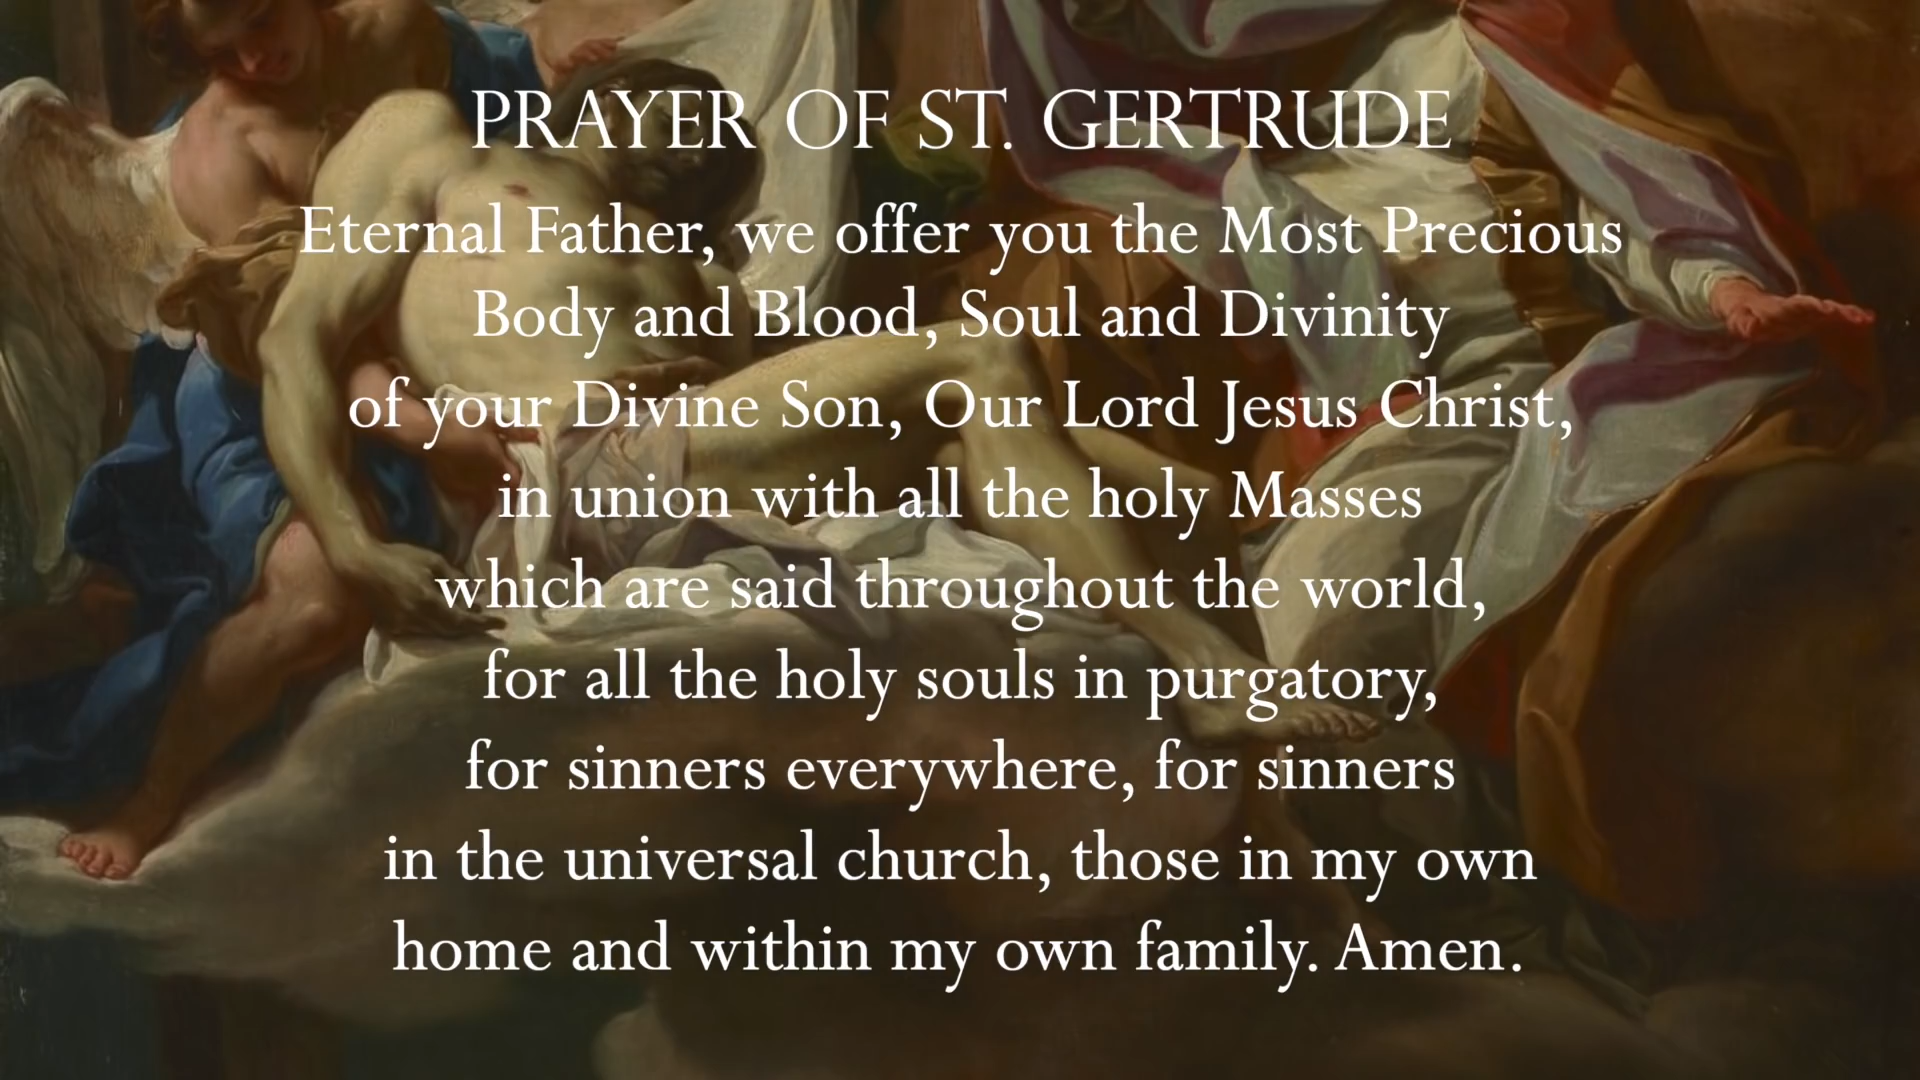 PRAYER OF ST. GERTRUDE
Eternal Father, we offer you the Most Precious
Body and Blood, Soul and Divinity
of your Divine Son, Our Lord Jesus Christ,
in union with all the holy Masses
which are said throughout the world,
for all the holy souls in purgatory,
for sinners everywhere, for sinners
in the universal church, those in my own
home and within my own family. Amen.